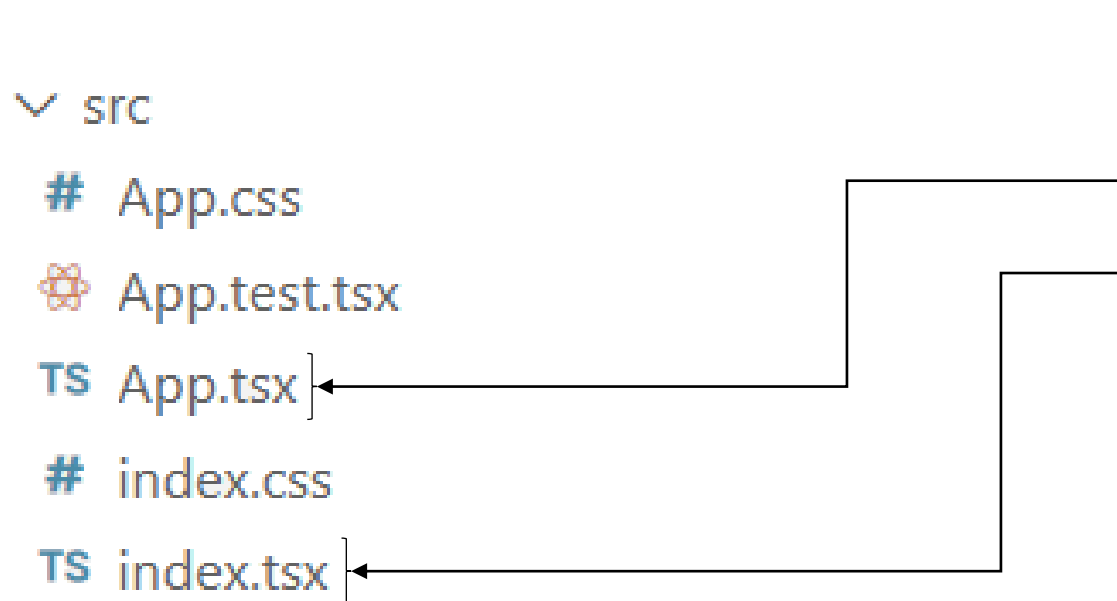 src
# App.css
App.test.tsx
TS App.tsx
# index.css
TS index.tsx